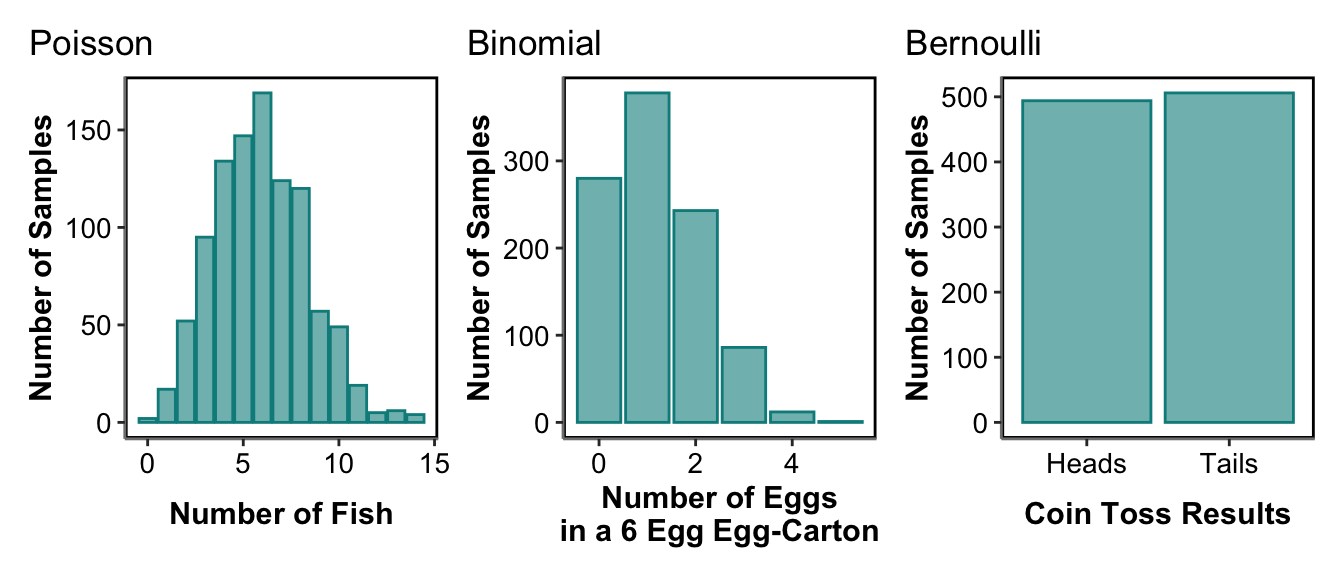 Poisson
Number of Samples
150
100
50
0
0 5 10 15
Number of Fish
Binomial
Number of Samples
300
200
100
0
0 2 4
Number of Eggs
in a 6 Egg Egg-Carton
Bernoulli
Number of Samples
500
400
300
200
100
0
Heads Tails
Coin Toss Results